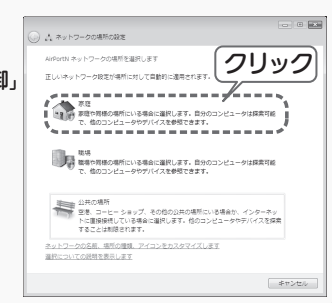 御」
ネットワークの場所の設定
AirPortN ネットワークの場所を選択します
正しいネットワーク設定が場所に対して自動的に適用されます。
クリック
家庭
家庭や同様の場所にいる場合に選択します。自分のコンピュータは探索可能
で、他のコンピュータやデバイスを参照できます。
職場
職場や同様の場所にいる場合に選択します。自分のコンピュータは探索可能
で、他のコンピュータやデバイスを参照できます。
公共の場所
空港、コーヒー ショップ、その他の公共の場所にいる場合か、インターネッ
トに直接接続している場合に選択します。他のコンピュータやデバイスを探索
することは制限されます。
ネットワークの名前、場所の種類、アイコンをカスタマイズします
選択についての説明を表示します
キャンセル